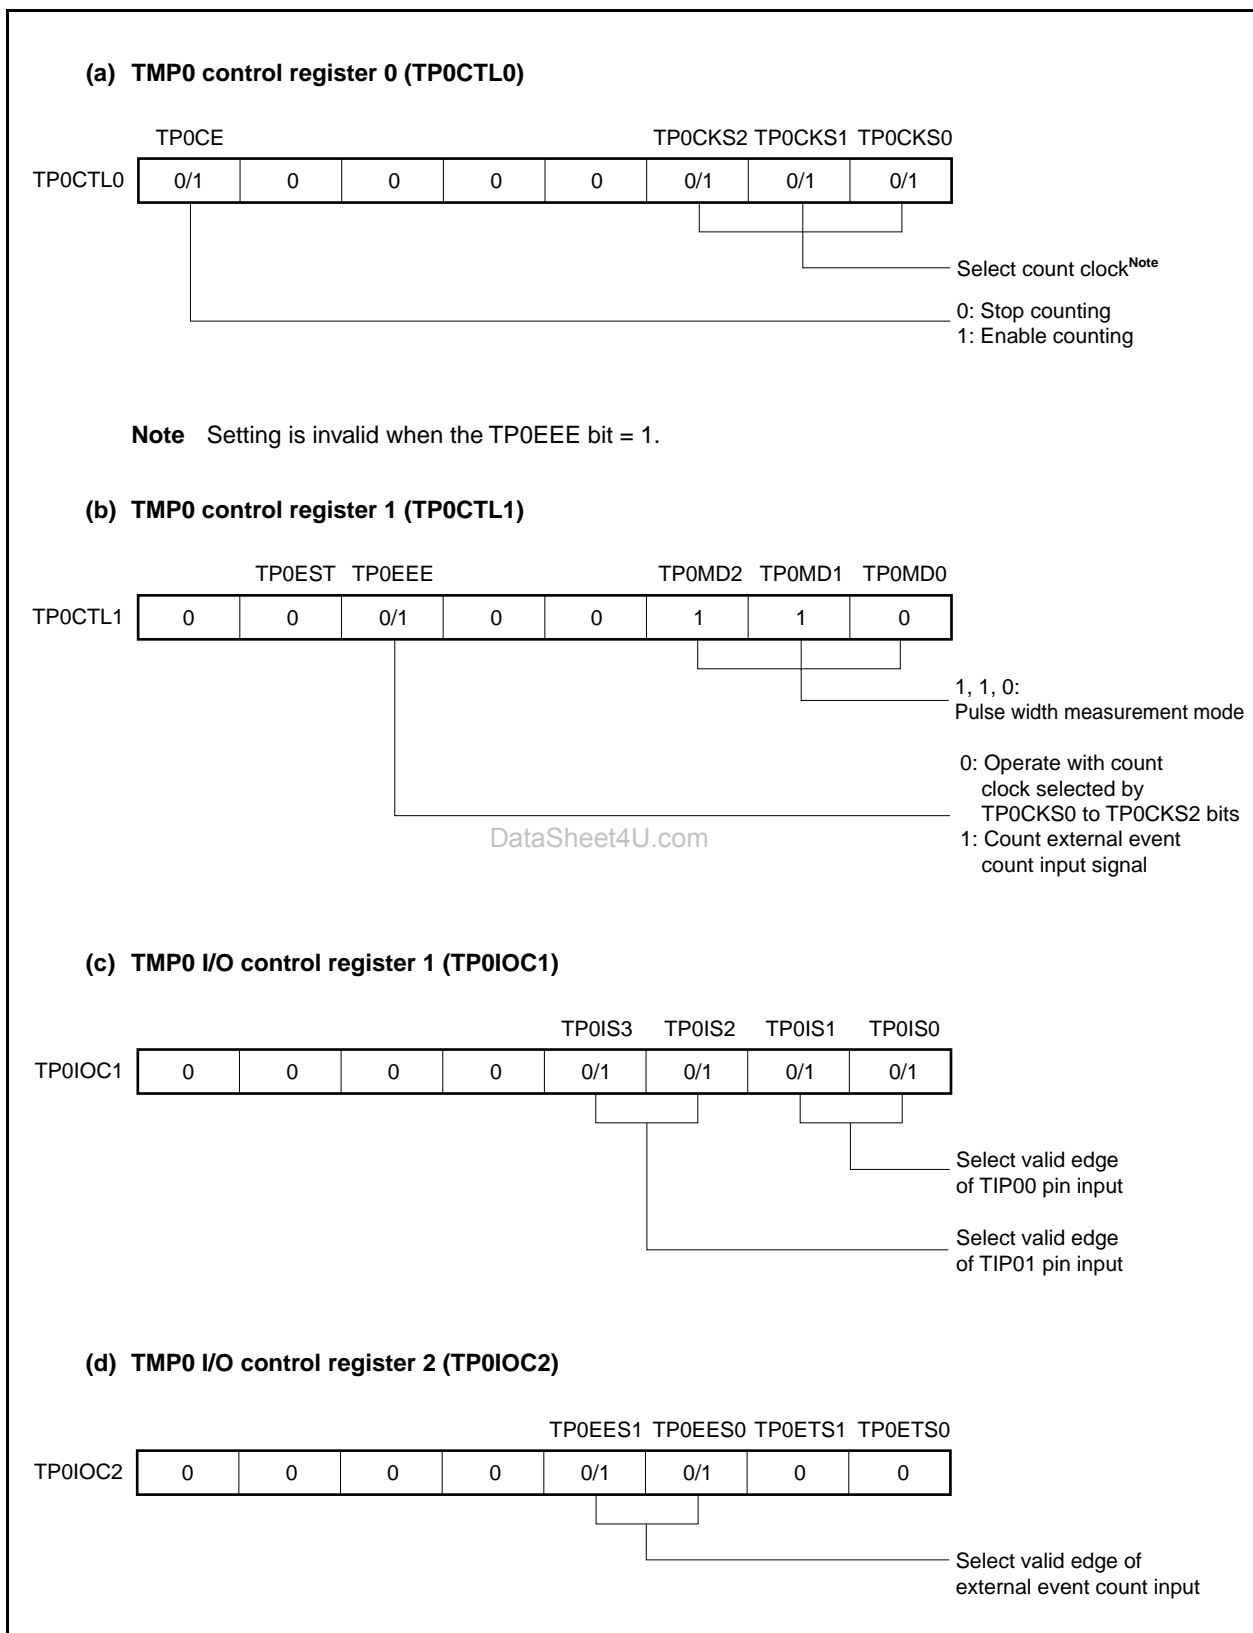 (a) TMP0 control register 0 (TP0CTL0)
TP0CE TP0CKS2 TP0CKS1 TP0CKS0
TP0CTL0 0/1 0 0 0 0 0/1 0/1 0/1
Select count clockNote
0: Stop counting
1: Enable counting
Note Setting is invalid when the TP0EEE bit = 1.
(b) TMP0 control register 1 (TP0CTL1)
TP0EST TP0EEE TP0MD2 TP0MD1 TP0MD0
TP0CTL1 0 0 0/1 0 0 1 1 0
1, 1, 0:
Pulse width measurement mode
0: Operate with count
clock selected by
TP0CKS0 to TP0CKS2 bits
1: Count external event
count input signal
DataSheet4U.com
(c) TMP0 I/O control register 1 (TP0IOC1)
TP0IS3 TP0IS2 TP0IS1 TP0IS0
TP0IOC1 0 0 0 0 0/1 0/1 0/1 0/1
Select valid edge
of TIP00 pin input
Select valid edge
of TIP01 pin input
(d) TMP0 I/O control register 2 (TP0IOC2)
TP0EES1 TP0EES0 TP0ETS1 TP0ETS0
TP0IOC2 0 0 0 0 0/1 0/1 0 0
Select valid edge of
external event count input